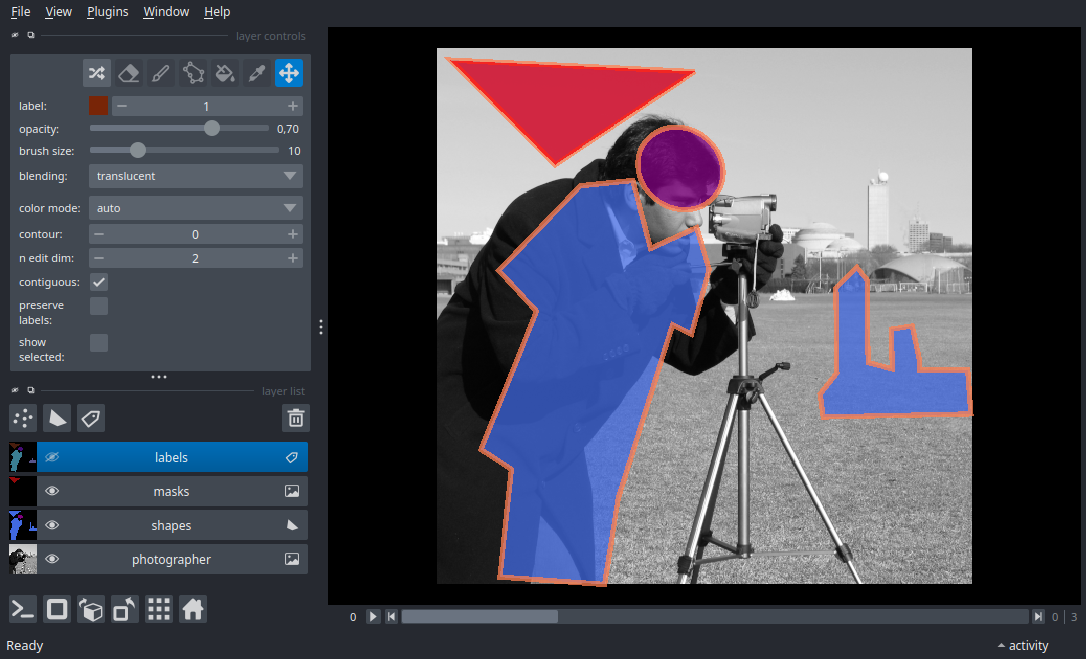 File View Plugins Window Help
layer controls
label: 1
opacity: 0,70
brush size: 10
blending: translucent
color mode: auto
contour: 0
n edit dim: 2
contiguous:
preserve
labels:
show
selected:
layer list
labels
masks
shapes
photographer
0 0 | 3
Ready activity